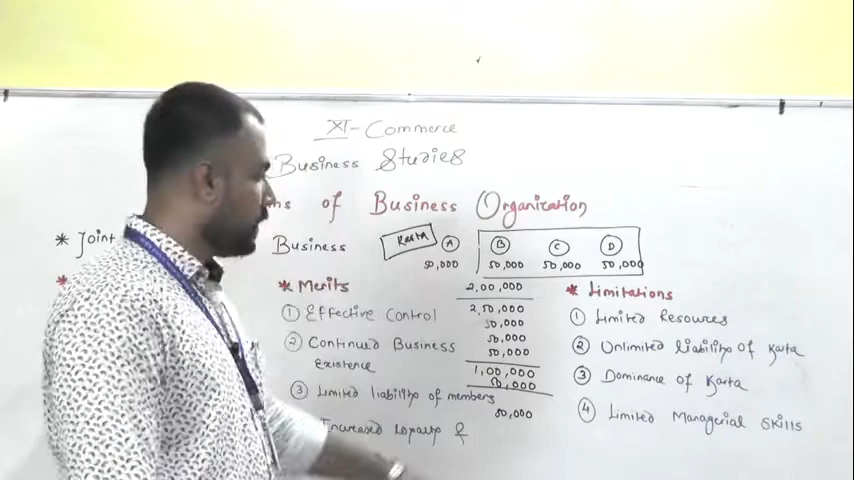 XI-Commerce
Business Studies
of Business Organization
* Joint Business Karta A B C D
50,000 50,000 50,000 50,000
* * Merits 2,00,000 * Limitations
① Effective Control 2,50,000 ① Limited Resources
50,000
② Continued Business 50,000 ② Unlimited liability of Karta
50,000
Existence 1,00,000 ③ Dominance of Karta
50,000
③ Limited liability of members
50,000 ④ Limited Managerial Skills
Increased Loyalty &